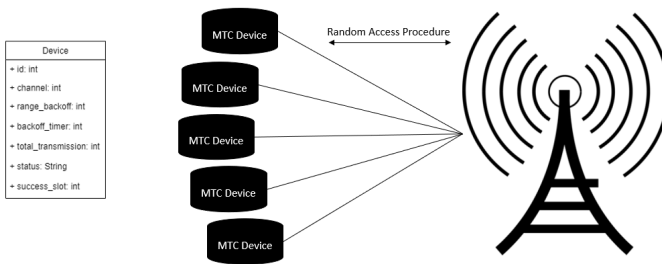 Device
+ id: int
+ channel: int
+ range_backoff: int
+ backoff_timer: int
+ total_transmission: int
+ status: String
+ success_slot: int
MTC Device
MTC Device
MTC Device
MTC Device
MTC Device
Random Access Procedure